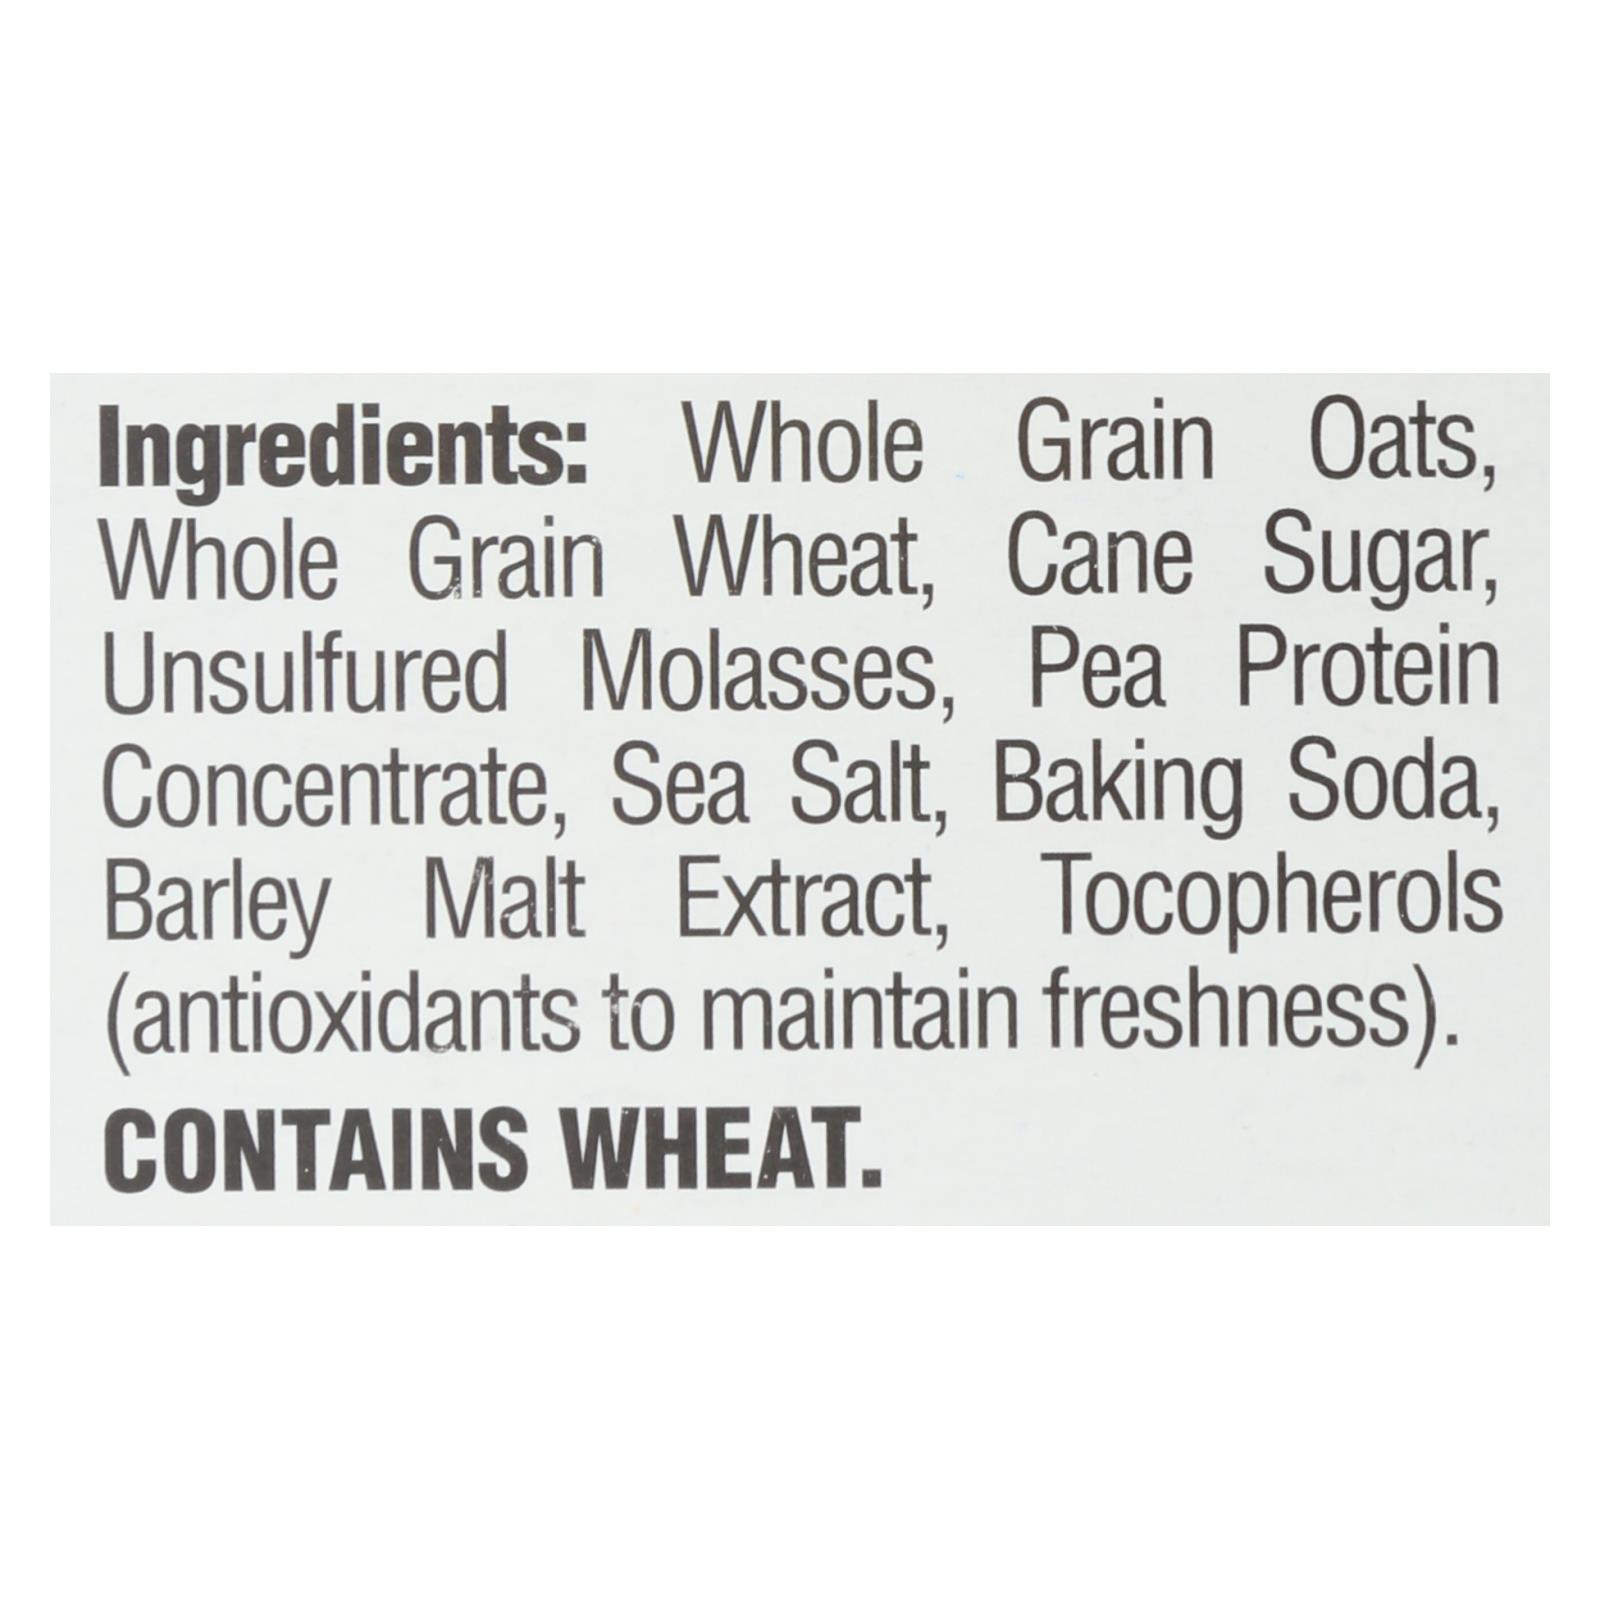 Ingredients: Whole Grain Oats,
Whole Grain Wheat, Cane Sugar,
Unsulfured Molasses, Pea Protein
Concentrate, Sea Salt, Baking Soda,
Barley Malt Extract, Tocopherols
(antioxidants to maintain freshness).
CONTAINS WHEAT.